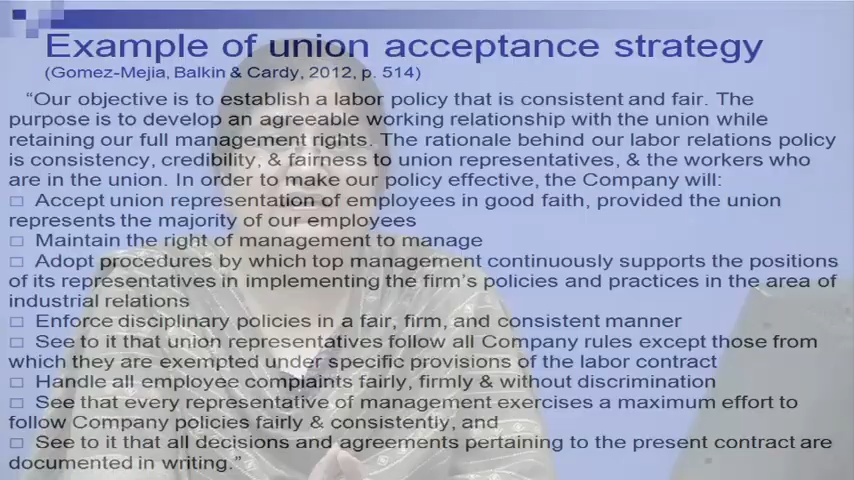 Example of union acceptance strategy
(Gomez-Mejia, Balkin & Cardy, 2012, p. 514)
“Our objective is to establish a labor policy that is consistent and fair. The
purpose is to develop an agreeable working relationship with the union while
retaining our full management rights. The rationale behind our labor relations policy
is consistency, credibility, & fairness to union representatives, & the workers who
are in the union. In order to make our policy effective, the Company will:
□ Accept union representation of employees in good faith, provided the union
represents the majority of our employees
□ Maintain the right of management to manage
□ Adopt procedures by which top management continuously supports the positions
of its representatives in implementing the firm’s policies and practices in the area of
industrial relations
□ Enforce disciplinary policies in a fair, firm, and consistent manner
□ See to it that union representatives follow all Company rules except those from
which they are exempted under specific provisions of the labor contract
□ Handle all employee complaints fairly, firmly & without discrimination
□ See that every representative of management exercises a maximum effort to
follow Company policies fairly & consistently, and
□ See to it that all decisions and agreements pertaining to the present contract are
documented in writing.”